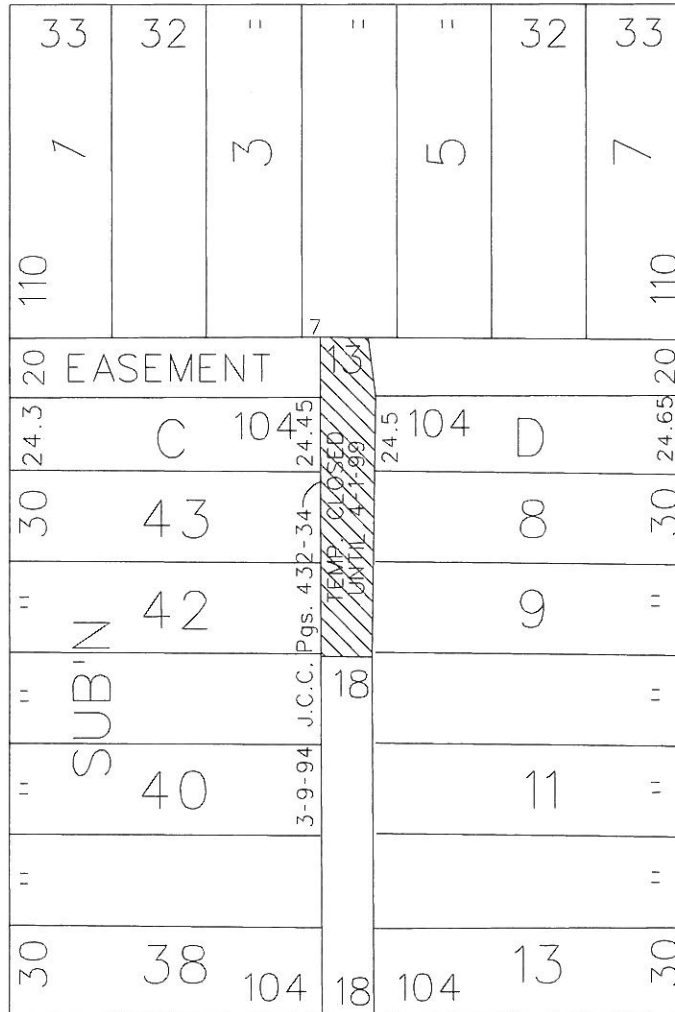 33 32 " " " 32 33
1 3 5 7
110 110
7
20 EASEMENT 13 20
24.3 C 104 24.45 24.5 104 D 24.65
TEMP. CLOSED
UNTIL 4-1-99
30 43 8 30
" 42 9 "
3-9-94 J.C.C. Pgs. 432-34
SUB'N
" 18 "
" 40 11 "
" "
30 38 104 18 104 13 30